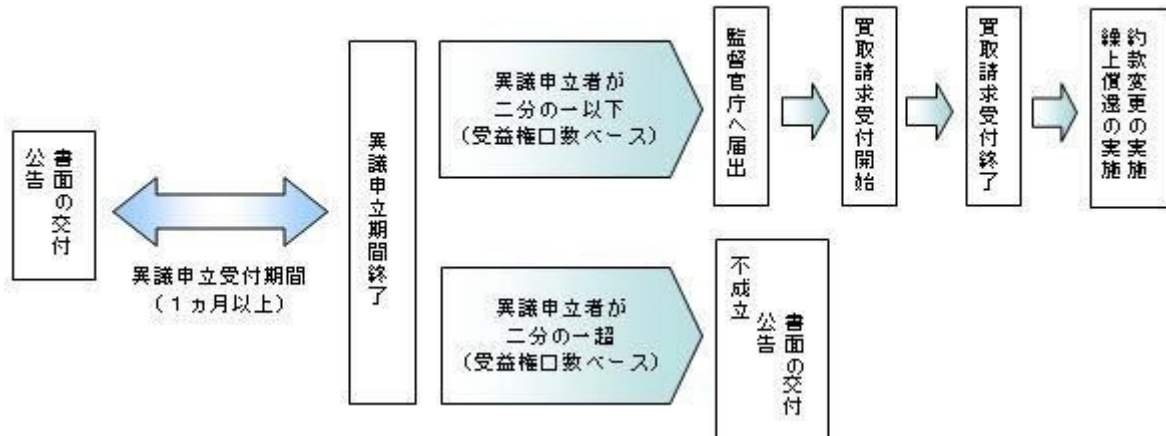 書面の交付
公告
異議申立受付期間
（１ヵ月以上）
異議申立期間終了
異議申立者が
二分の一以下
（受益権口数ベース）
監督官庁へ届出
買取請求受付開始
買取請求受付終了
約款変更の実施
繰上償還の実施
異議申立者が
二分の一超
（受益権口数ベース）
不成立
書面の交付
公告